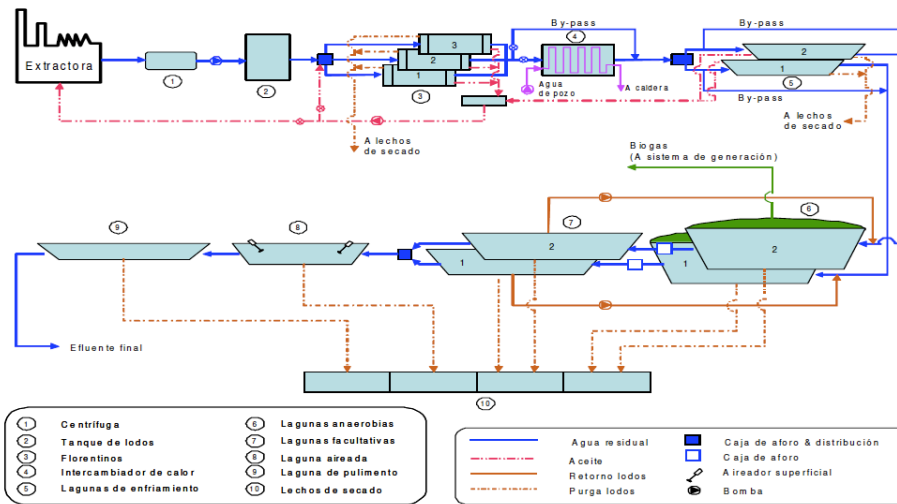 By-pass
4
By-pass
Extractora
3
2
1
2
1
1
2
3
Agua
de pozo
A caldera
5
By-pass
A lechos
de secado
A lechos
de secado
Biogas
(A sistema de generación)
6
7
8
9
2
1
2
1
Efluente final
10
1 Centrífuga
2 Tanque de lodos
3 Florentinos
4 Intercambiador de calor
5 Lagunas de enfriamiento
6 Lagunas anaerobias
7 Lagunas facultativas
8 Laguna aireada
9 Laguna de pulimento
10 Lechos de secado
Agua residual
Aceite
Retorno lodos
Purga lodos
Caja de aforo & distribución
Caja de aforo
Aireador superficial
Bomba